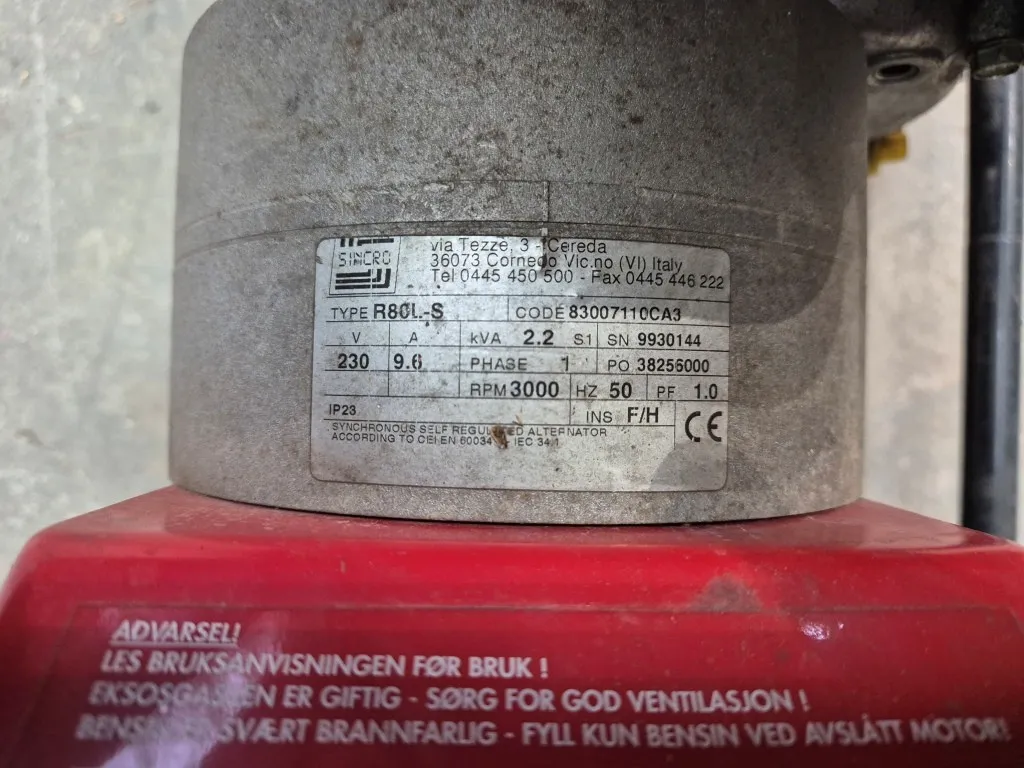 SINCRO
via Tezze, 3 - Cereda
36073 Cornedo Vic.no (VI) Italy
Tel 0445 450 500 - Fax 0445 446 222
TYPE R80L-S CODE 83007110CA3
V A kVA 2.2 S1 SN 9930144
230 9.6 PHASE 1 PO 38256000
RPM 3000 HZ 50 PF 1.0
IP23 INS F/H CE
SYNCHRONOUS SELF ALTERNATOR
ACCORDING TO CEI EN 60034 IEC 34.1
ADVARSEL!
LES BRUKSANVISNINGEN FØR BRUK !
ER GIFTIG - SØRG FOR GOD VENTILASJON !
SVÆRT BRANNFARLIG - FYLL KUN BENSIN VED AVSLÅTT MOTOR!